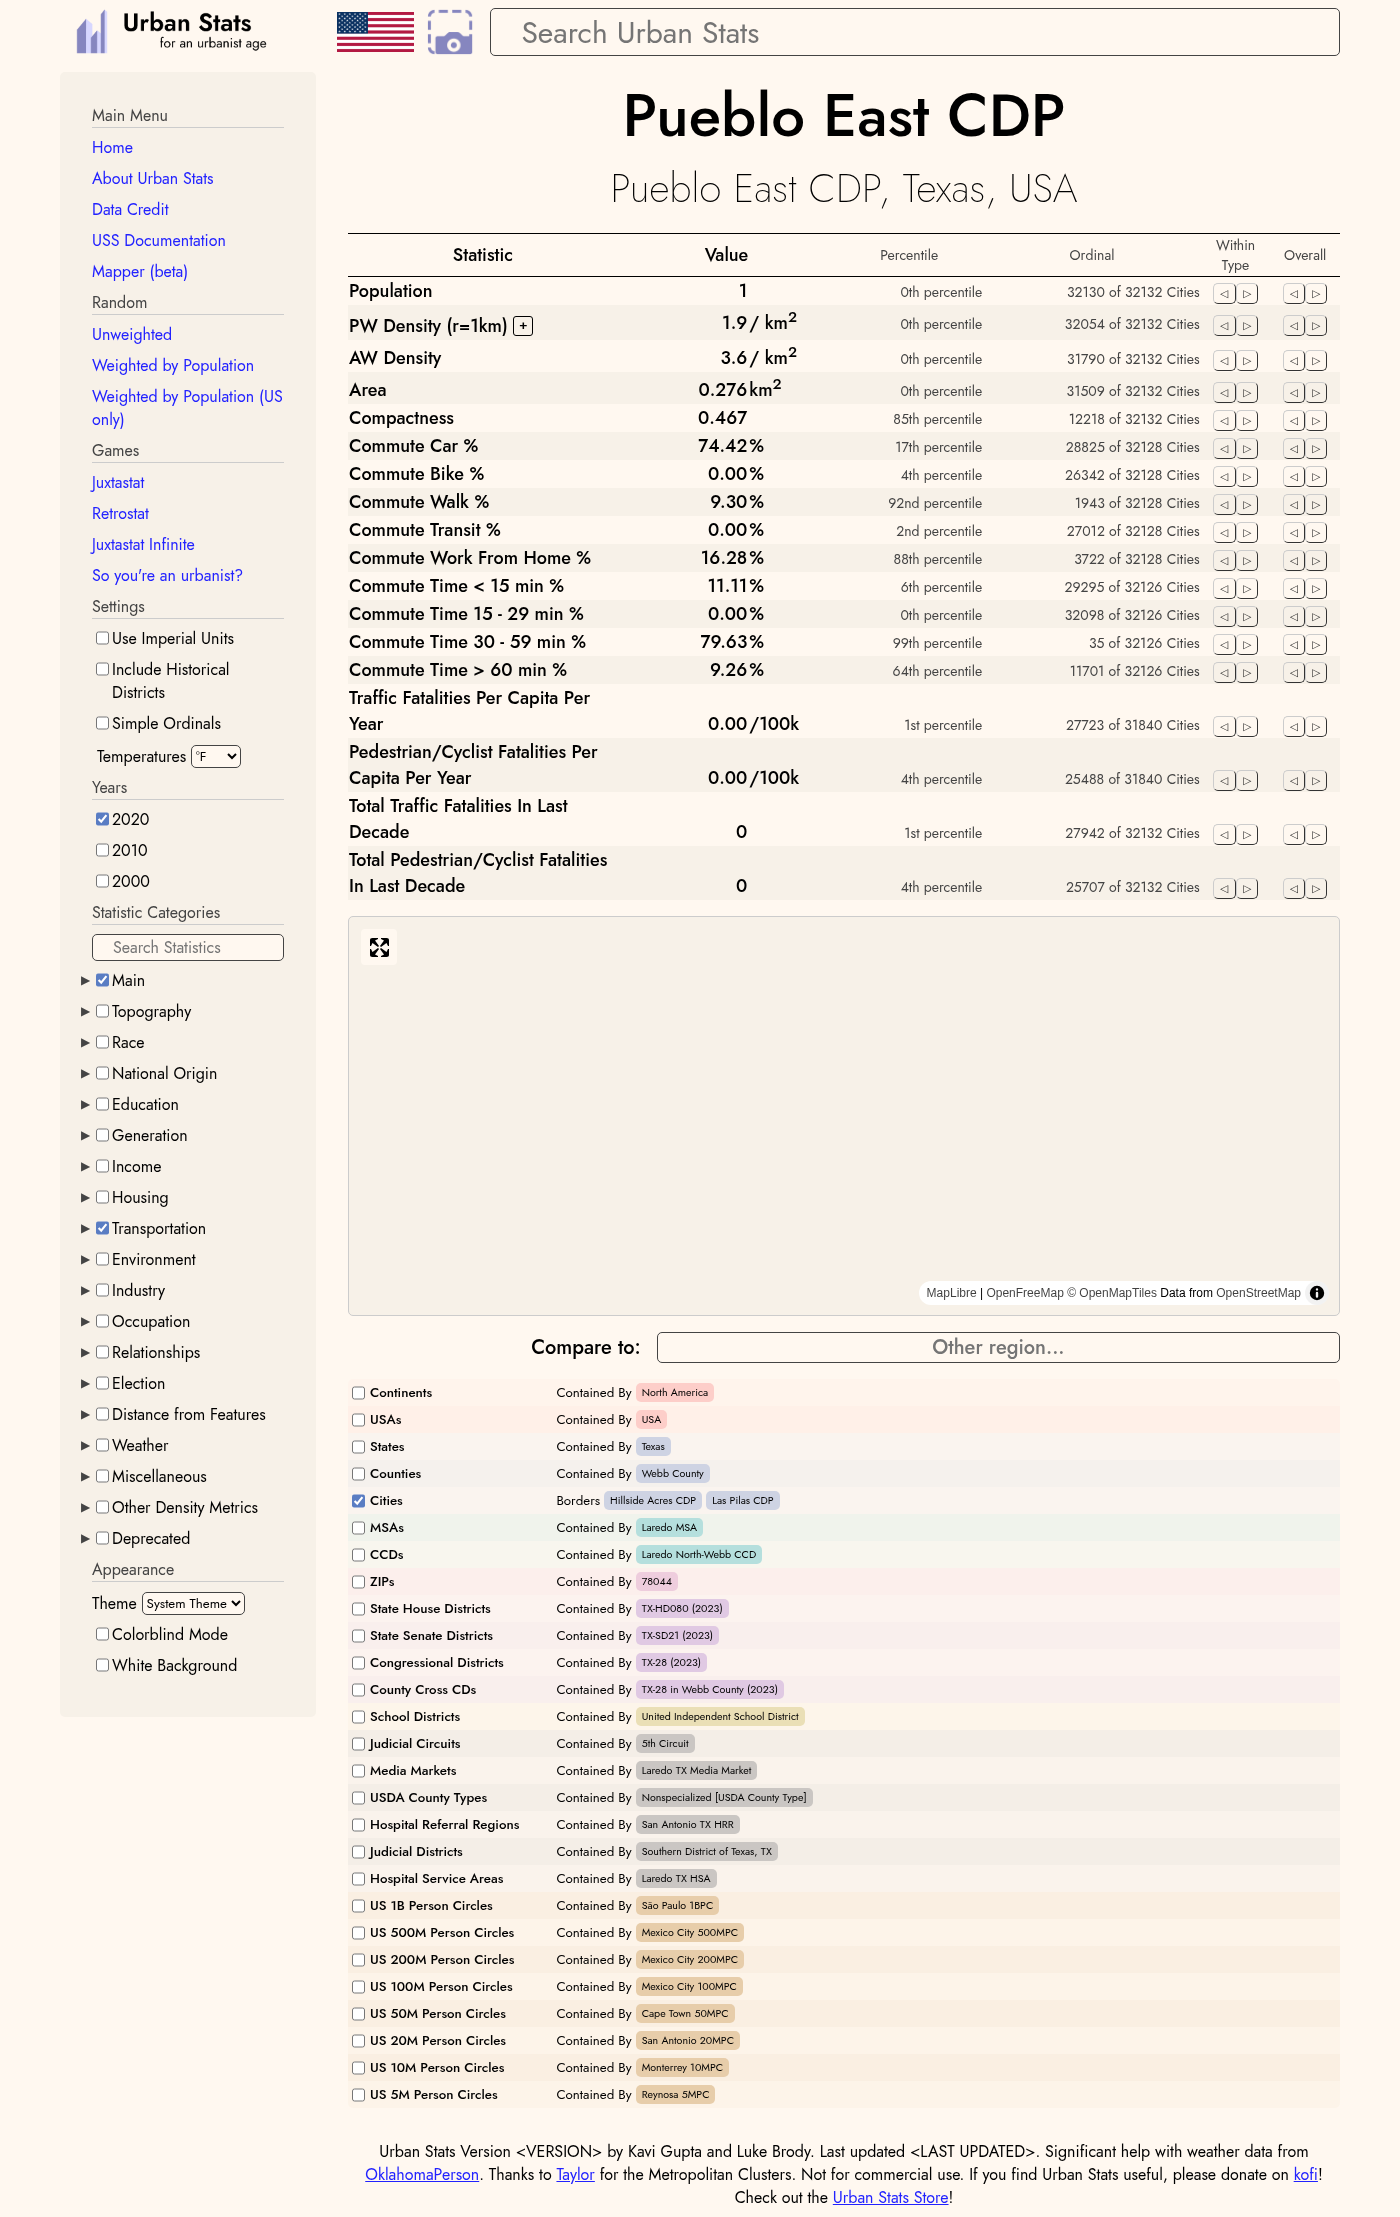 Urban Stats
for an urbanist age
Search Urban Stats
Main Menu
Home
About Urban Stats
Data Credit
USS Documentation
Mapper (beta)
Random
Unweighted
Weighted by Population
Weighted by Population (US
only)
Games
Juxtastat
Retrostat
Juxtastat Infinite
So you're an urbanist?
Settings
Use Imperial Units
Include Historical
Districts
Simple Ordinals
Temperatures °F
Years
2020
2010
2000
Statistic Categories
Search Statistics
Main
Topography
Race
National Origin
Education
Generation
Income
Housing
Transportation
Environment
Industry
Occupation
Relationships
Election
Distance from Features
Weather
Miscellaneous
Other Density Metrics
Deprecated
Appearance
Theme System Theme
Colorblind Mode
White Background
Pueblo East CDP
Pueblo East CDP, Texas, USA
Statistic Value Percentile Ordinal Within Type Overall
Population 1 0th percentile 32130 of 32132 Cities
PW Density (r=1km) + 1.9 / km² 0th percentile 32054 of 32132 Cities
AW Density 3.6 / km² 0th percentile 31790 of 32132 Cities
Area 0.276 km² 0th percentile 31509 of 32132 Cities
Compactness 0.467 85th percentile 12218 of 32132 Cities
Commute Car % 74.42% 17th percentile 28825 of 32128 Cities
Commute Bike % 0.00% 4th percentile 26342 of 32128 Cities
Commute Walk % 9.30% 92nd percentile 1943 of 32128 Cities
Commute Transit % 0.00% 2nd percentile 27012 of 32128 Cities
Commute Work From Home % 16.28% 88th percentile 3722 of 32128 Cities
Commute Time < 15 min % 11.11% 6th percentile 29295 of 32126 Cities
Commute Time 15 - 29 min % 0.00% 0th percentile 32098 of 32126 Cities
Commute Time 30 - 59 min % 79.63% 99th percentile 35 of 32126 Cities
Commute Time > 60 min % 9.26% 64th percentile 11701 of 32126 Cities
Traffic Fatalities Per Capita Per
Year 0.00/100k 1st percentile 27723 of 31840 Cities
Pedestrian/Cyclist Fatalities Per
Capita Per Year 0.00/100k 4th percentile 25488 of 31840 Cities
Total Traffic Fatalities In Last
Decade 0 1st percentile 27942 of 32132 Cities
Total Pedestrian/Cyclist Fatalities
In Last Decade 0 4th percentile 25707 of 32132 Cities
MapLibre | OpenFreeMap © OpenMapTiles Data from OpenStreetMap
Compare to: Other region...
Continents Contained By North America
USAs Contained By USA
States Contained By Texas
Counties Contained By Webb County
Cities Borders Hillside Acres CDP Las Pilas CDP
MSAs Contained By Laredo MSA
CCDs Contained By Laredo North-Webb CCD
ZIPs Contained By 78044
State House Districts Contained By TX-HD080 (2023)
State Senate Districts Contained By TX-SD21 (2023)
Congressional Districts Contained By TX-28 (2023)
County Cross CDs Contained By TX-28 in Webb County (2023)
School Districts Contained By United Independent School District
Judicial Circuits Contained By 5th Circuit
Media Markets Contained By Laredo TX Media Market
USDA County Types Contained By Nonspecialized [USDA County Type]
Hospital Referral Regions Contained By San Antonio TX HRR
Judicial Districts Contained By Southern District of Texas, TX
Hospital Service Areas Contained By Laredo TX HSA
US 1B Person Circles Contained By São Paulo 1BPC
US 500M Person Circles Contained By Mexico City 500MPC
US 200M Person Circles Contained By Mexico City 200MPC
US 100M Person Circles Contained By Mexico City 100MPC
US 50M Person Circles Contained By Cape Town 50MPC
US 20M Person Circles Contained By San Antonio 20MPC
US 10M Person Circles Contained By Monterrey 10MPC
US 5M Person Circles Contained By Reynosa 5MPC
Urban Stats Version <VERSION> by Kavi Gupta and Luke Brody. Last updated <LAST UPDATED>. Significant help with weather data from
OklahomaPerson. Thanks to Taylor for the Metropolitan Clusters. Not for commercial use. If you find Urban Stats useful, please donate on kofi!
Check out the Urban Stats Store!